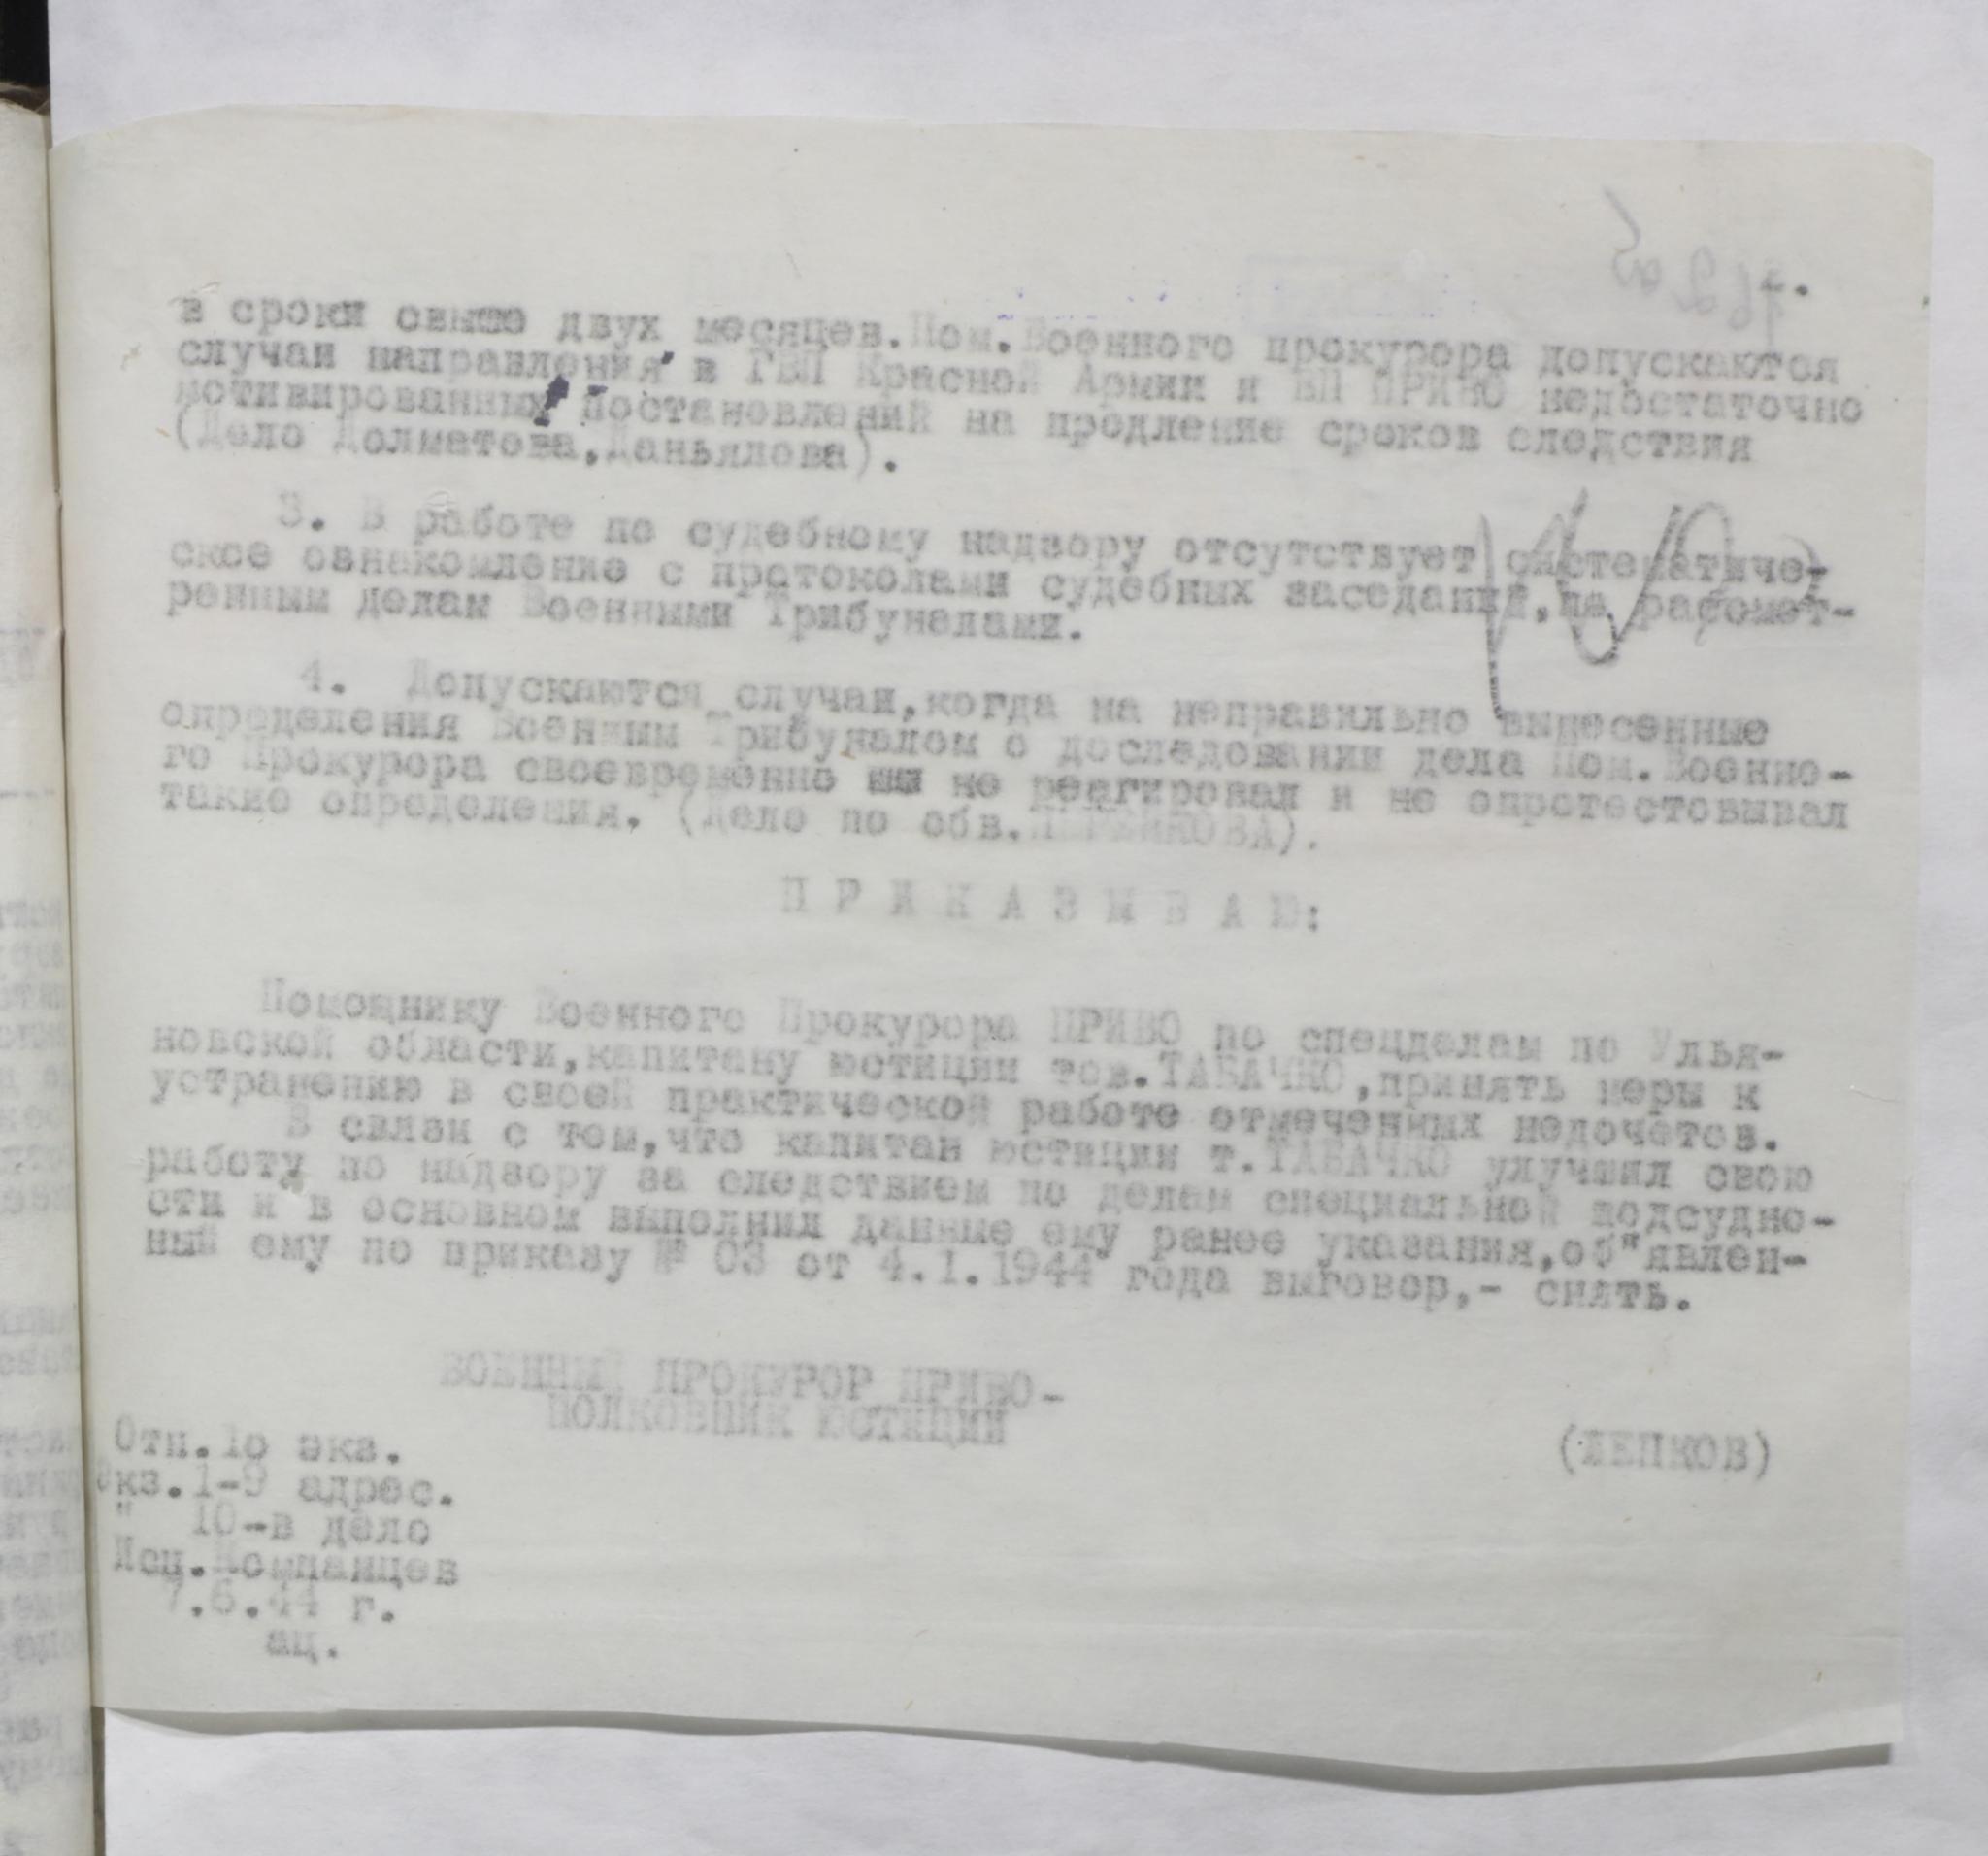 в сроки свыше двух месяцев.Пом.Военного прокурора допускаются
случаи направления в ГВП Красной Армии и ВП ПРИВО недостаточно
мотивированных постановлений на продление сроков следствия
(Дело Долматова,Даньялова).
3. В работе по судебному надзору отсутствует систематиче-
ское ознакомление с протоколами судебных заседаний,по рассмот-
ренным делам Военными Трибуналами.
4. Допускаются случаи,когда на неправильно вынесенные
определения Военным Трибуналом о доследовании дела Пом.Военно-
го Прокурора своевременно не реагировал и не опротестовывал
такие определения. (Дело по обв.
П Р И К А З Ы В А Ю:
Помощнику Военного Прокурора ПРИВО по спецделам по Улья-
новской области,капитану юстиции тов.ТАБАЧКО,принять меры к
устранению в своей практической работе отмеченных недочетов.
В связи с тем,что капитан юстиции т.ТАБАЧКО улучшил свою
работу по надзору за следствием по делам специальной подсудно-
сти и в основном выполнил данные ему ранее указания,об"явлен-
ный ему по приказу № 03 от 4.I.1944 года выговор,- снять.
ВОЕННЫЙ ПРОКУРОР ПРИВО-
ПОЛКОВНИК ЮСТИЦИИ
(ЛЕПКОВ)
Отп.1о экз.
Экз.1-9 адрес.
" 10-в дело
Исп.Компанцев
7.6.44 г.
ац.